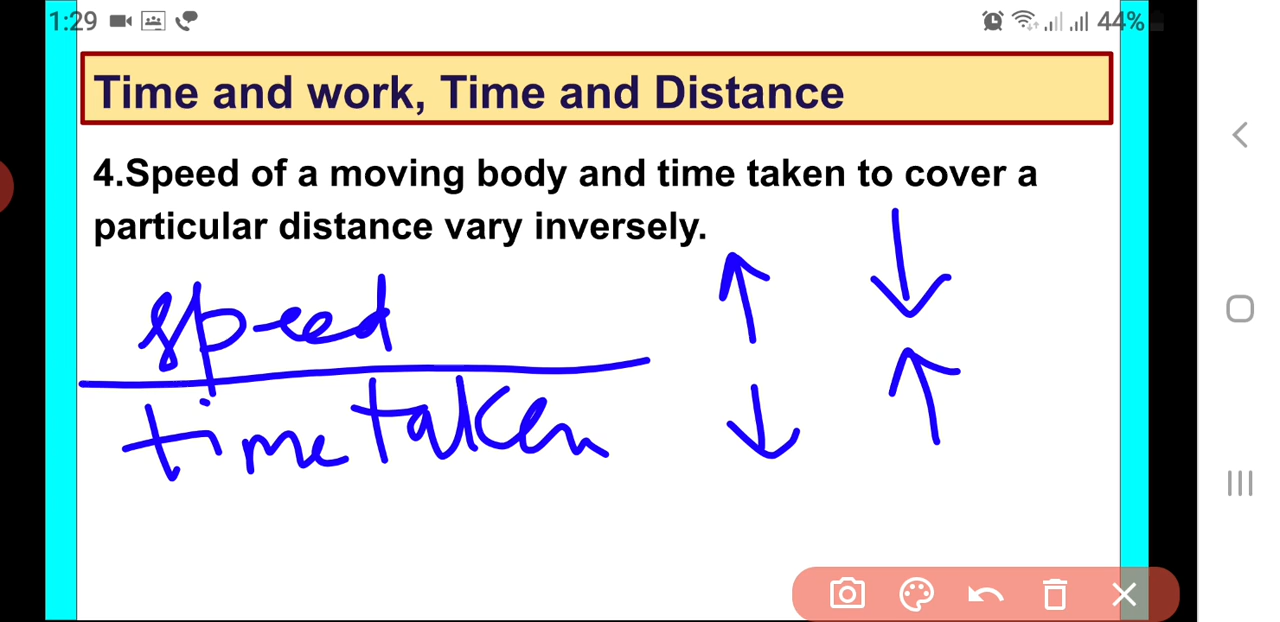 1:29 44%
Time and work, Time and Distance
4.Speed of a moving body and time taken to cover a
particular distance vary inversely.
speed
time taken